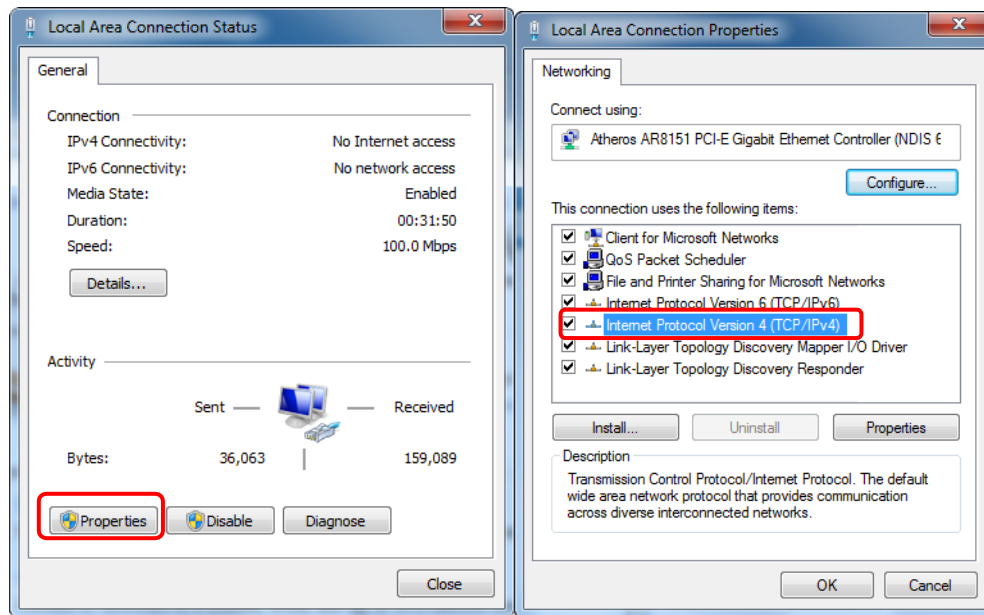 Local Area Connection Status
General
Connection
IPv4 Connectivity: No Internet access
IPv6 Connectivity: No network access
Media State: Enabled
Duration: 00:31:50
Speed: 100.0 Mbps
Details...
Activity
Sent Received
Bytes: 36,063 159,089
Properties Disable Diagnose
Close
Local Area Connection Properties
Networking
Connect using:
Atheros AR8151 PCI-E Gigabit Ethernet Controller (NDIS 6
Configure...
This connection uses the following items:
Client for Microsoft Networks
QoS Packet Scheduler
File and Printer Sharing for Microsoft Networks
Internet Protocol Version 6 (TCP/IPv6)
Internet Protocol Version 4 (TCP/IPv4)
Link-Layer Topology Discovery Mapper I/O Driver
Link-Layer Topology Discovery Responder
Install... Uninstall Properties
Description
Transmission Control Protocol/Internet Protocol. The default
wide area network protocol that provides communication
across diverse interconnected networks.
OK Cancel